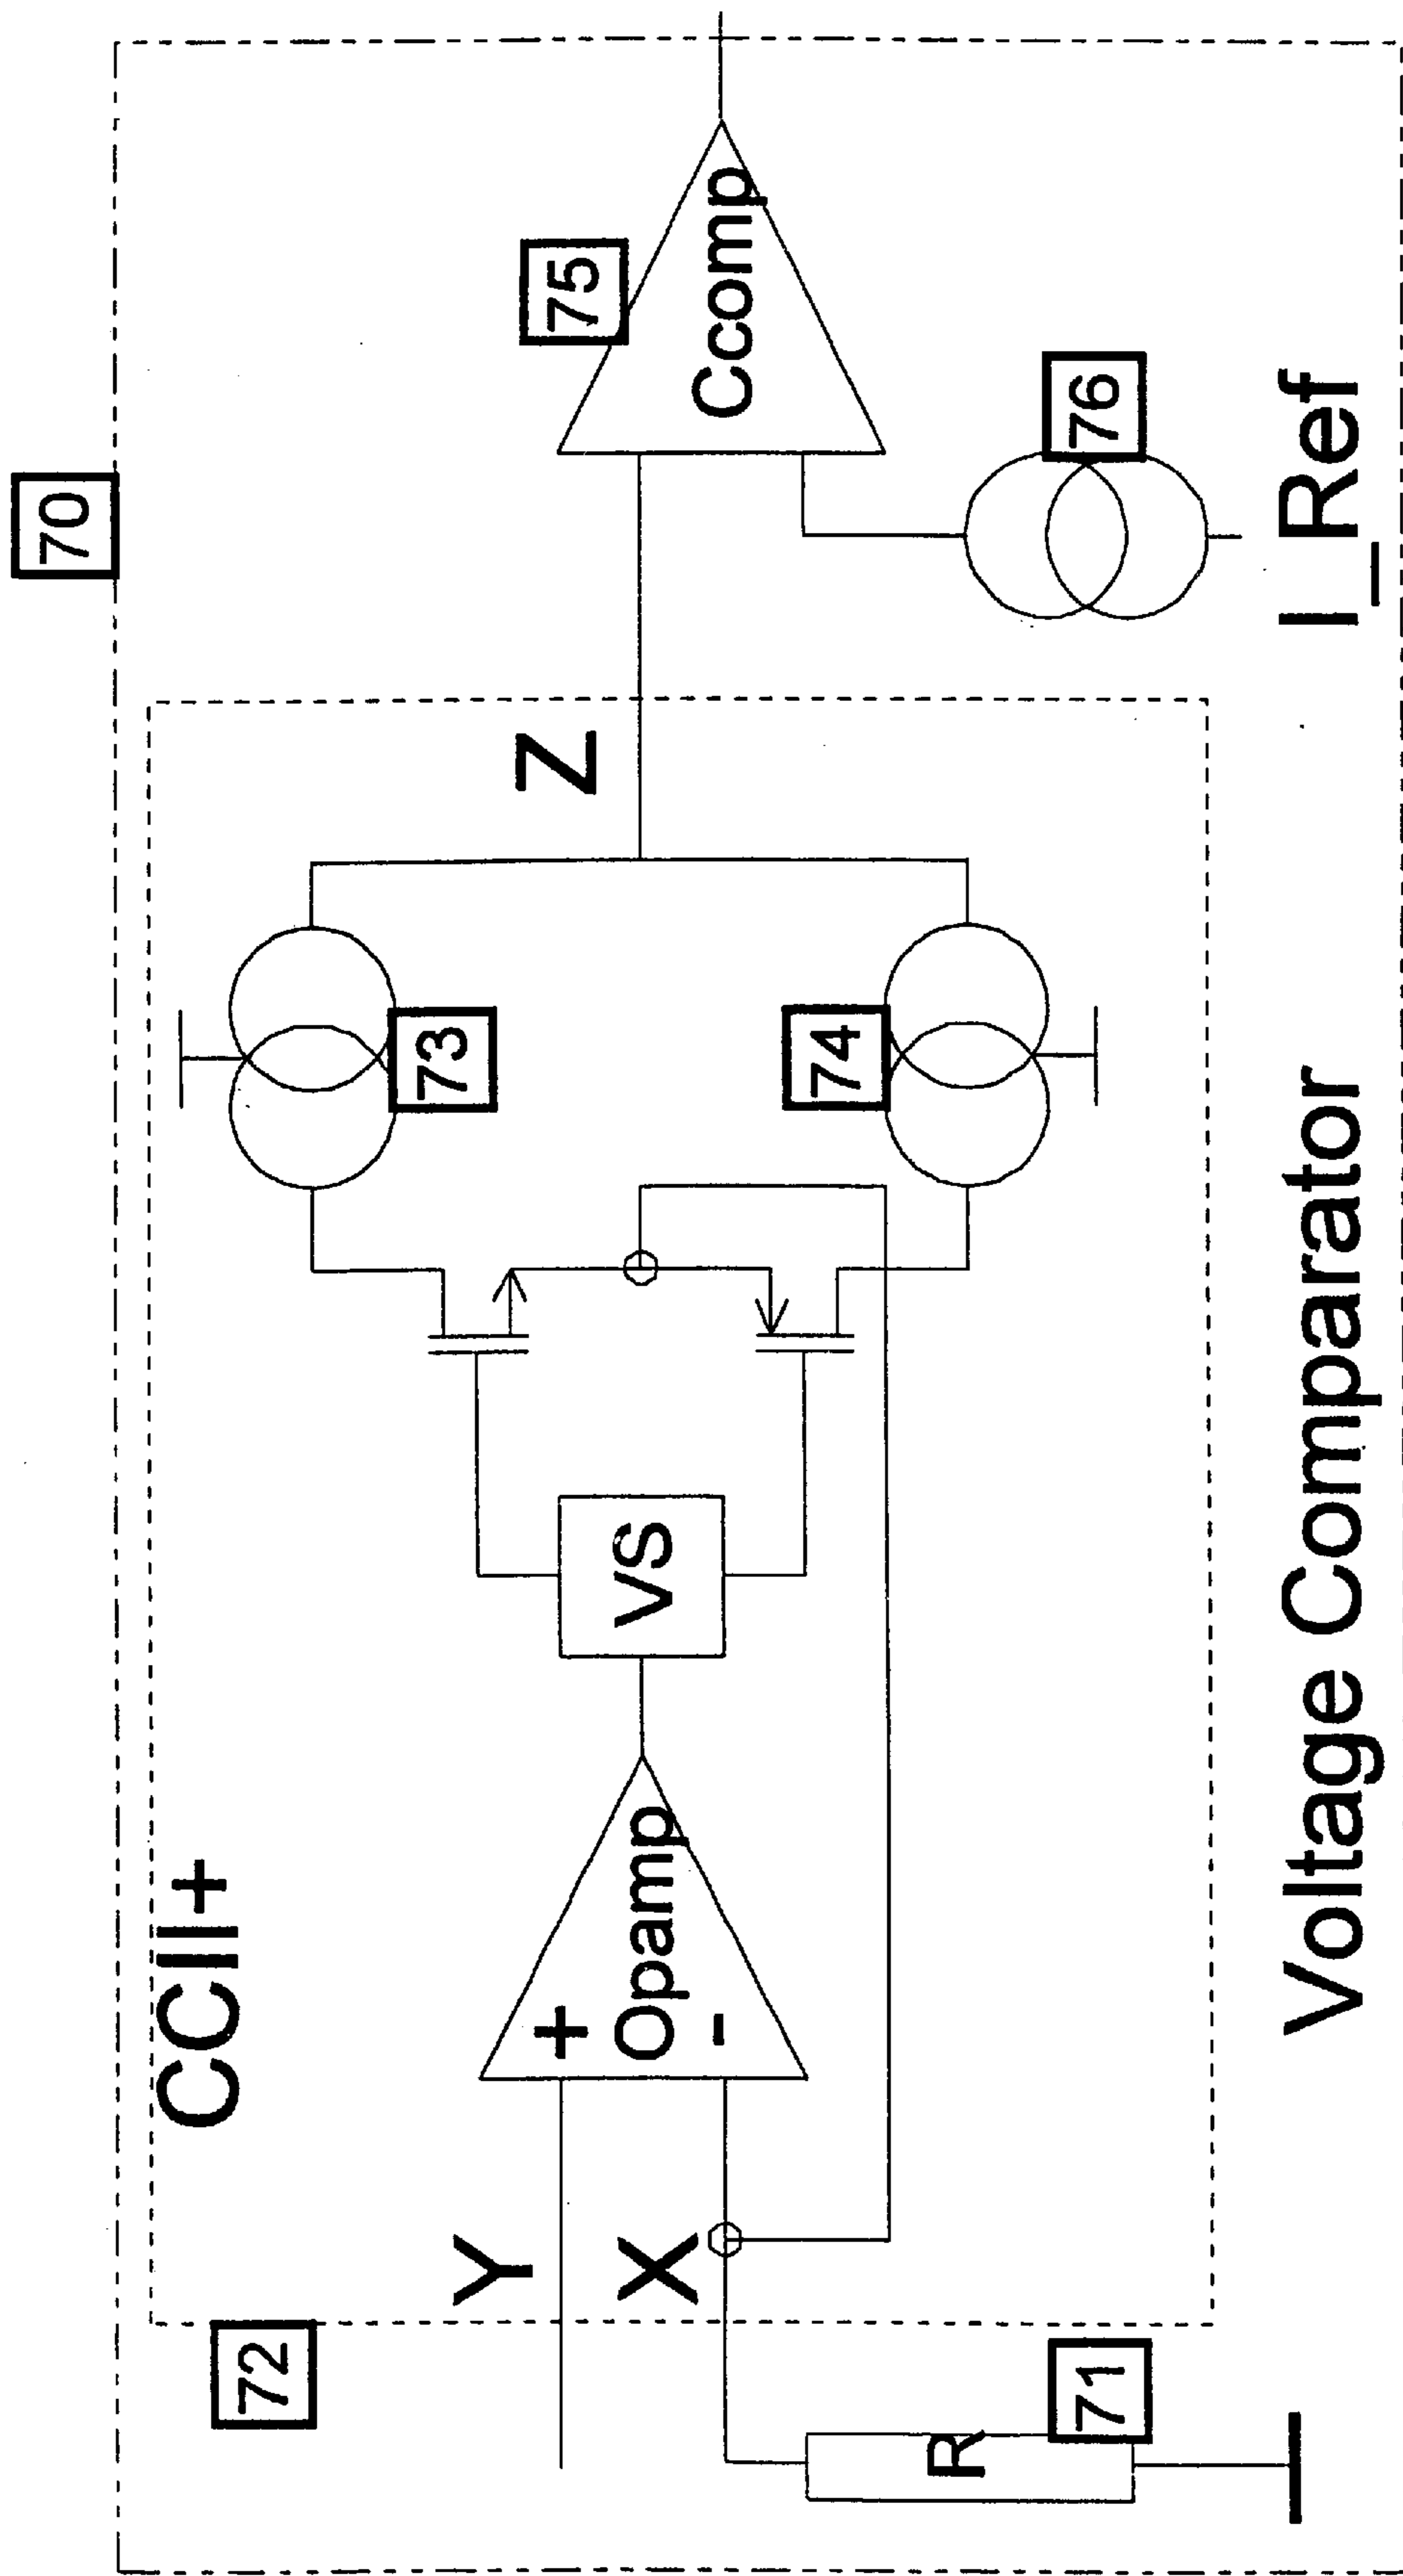 70
72
CCII+
Y
X
+
Opamp
-
VS
73
74
Z
75
Ccomp
76
I_Ref
R
71
Voltage Comparator